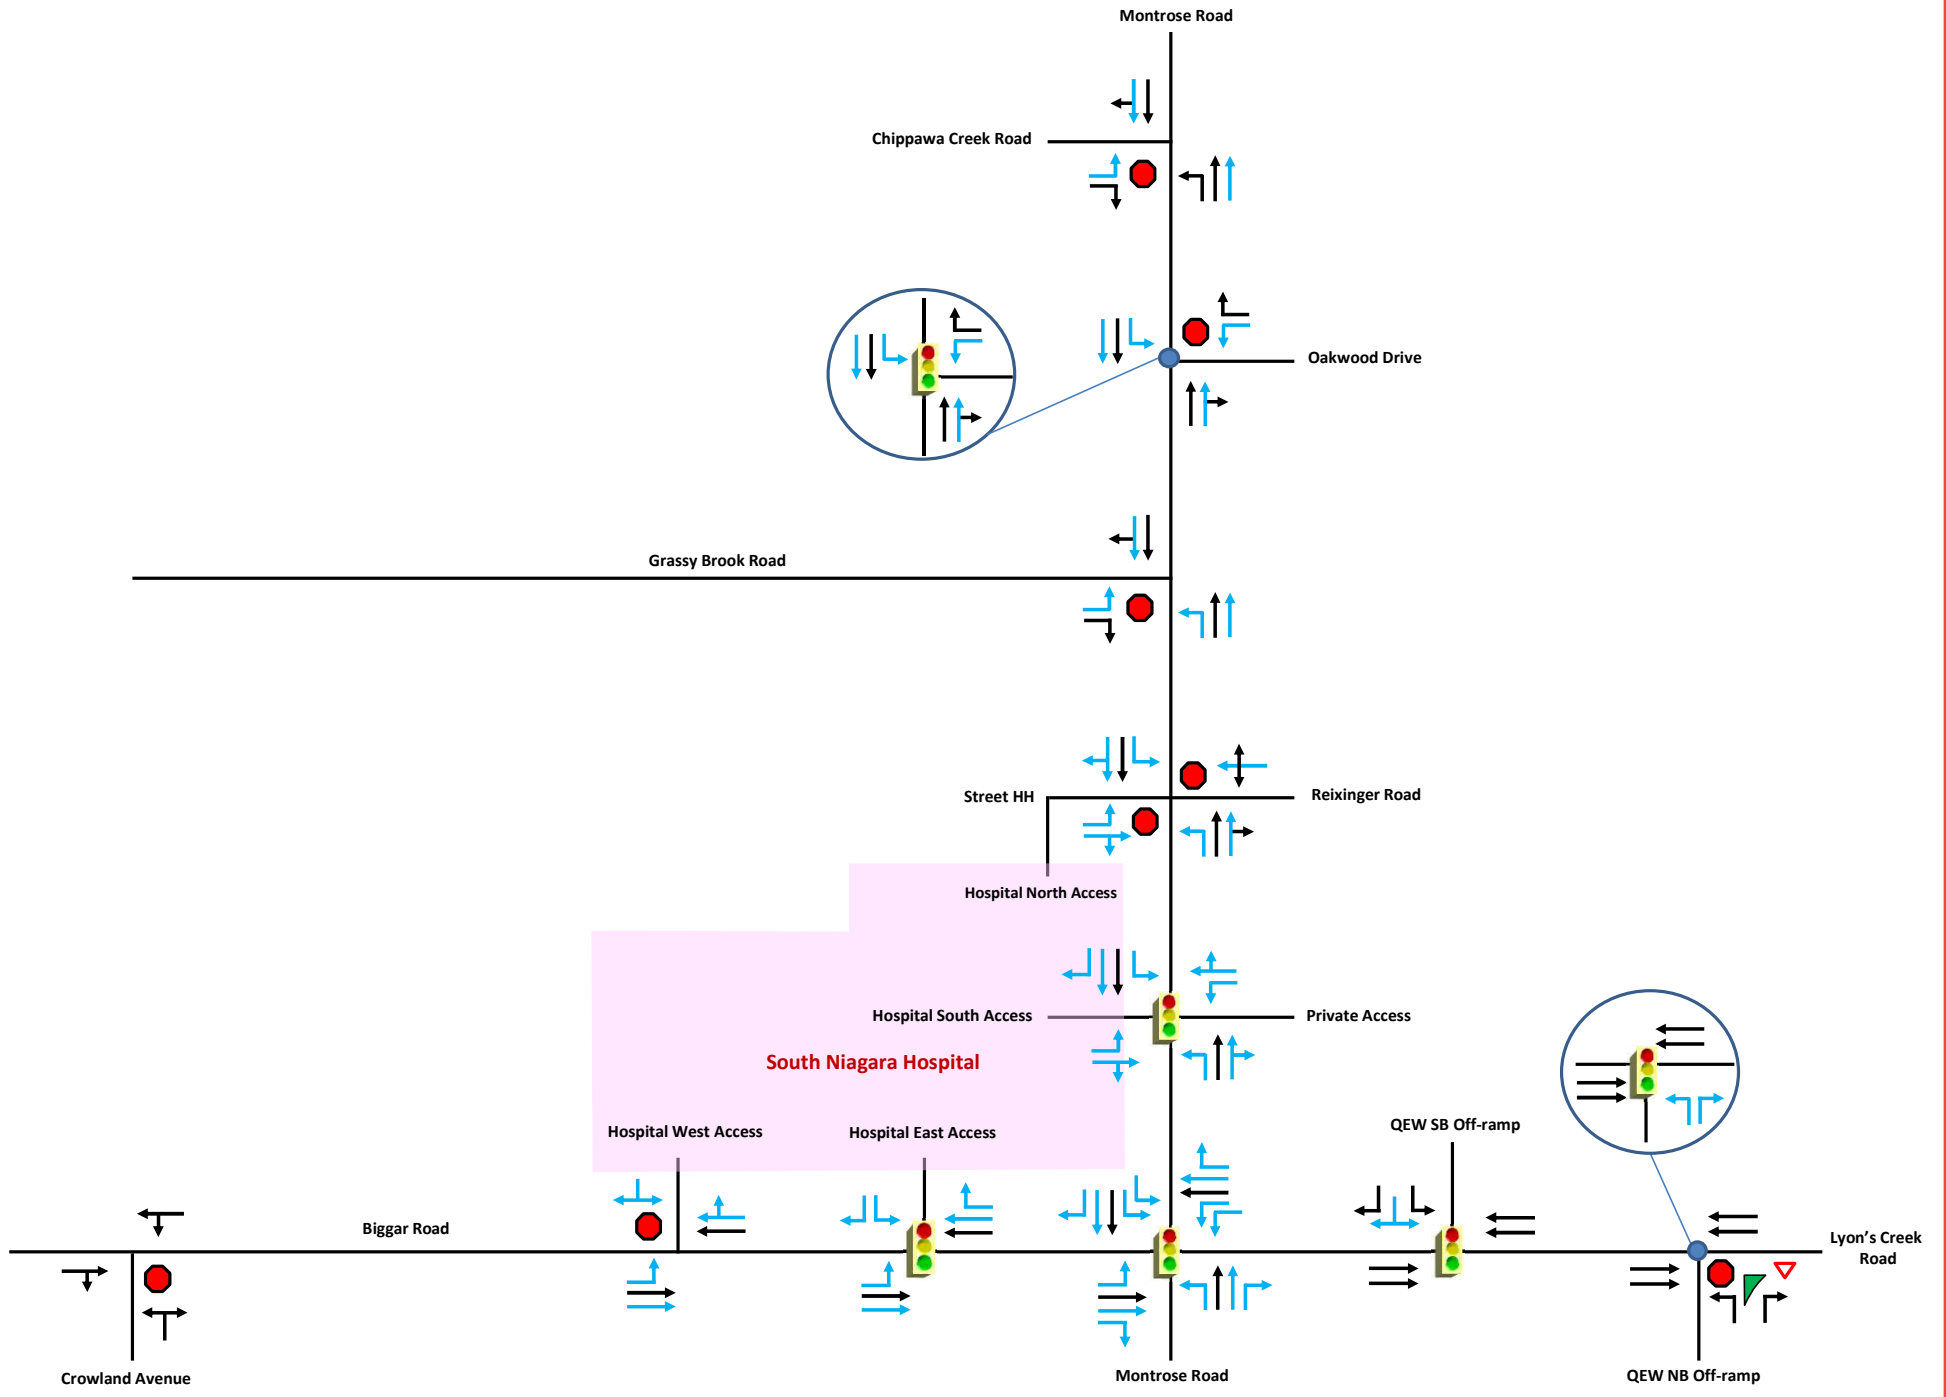 Montrose Road
Chippawa Creek Road
Oakwood Drive
Grassy Brook Road
Street HH
Reixinger Road
Hospital North Access
Hospital South Access
Private Access
South Niagara Hospital
QEW SB Off-ramp
Hospital West Access
Hospital East Access
Biggar Road
Lyon's Creek
Road
Crowland Avenue
Montrose Road
QEW NB Off-ramp